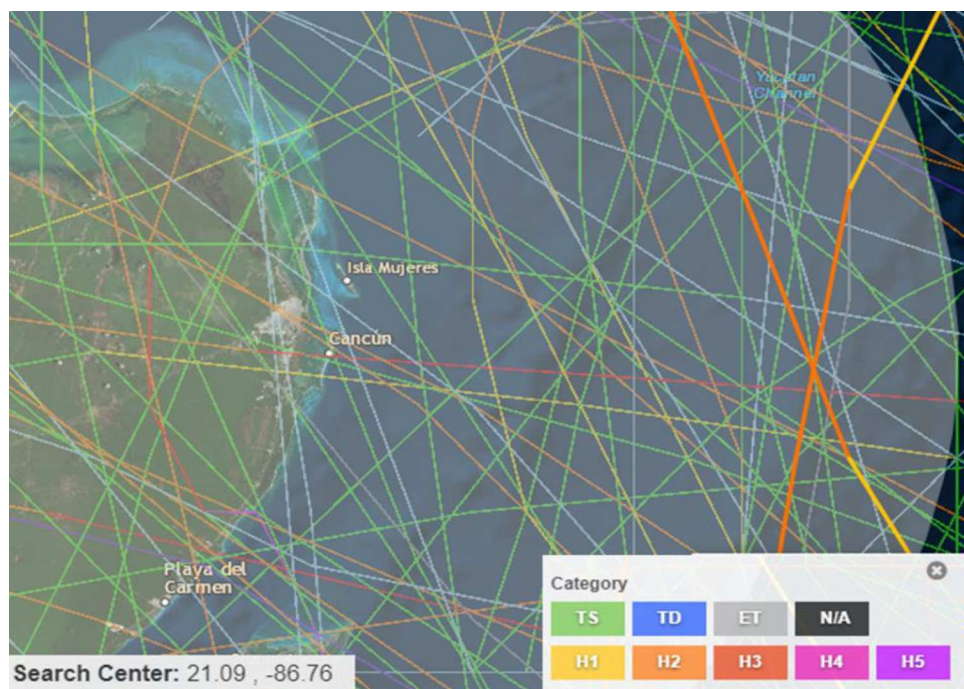 Yucatan
Channel
Isla Mujeres
Cancún
Playa del
Carmen
Category
TS TD ET N/A
H1 H2 H3 H4 H5
Search Center: 21.09 , -86.76